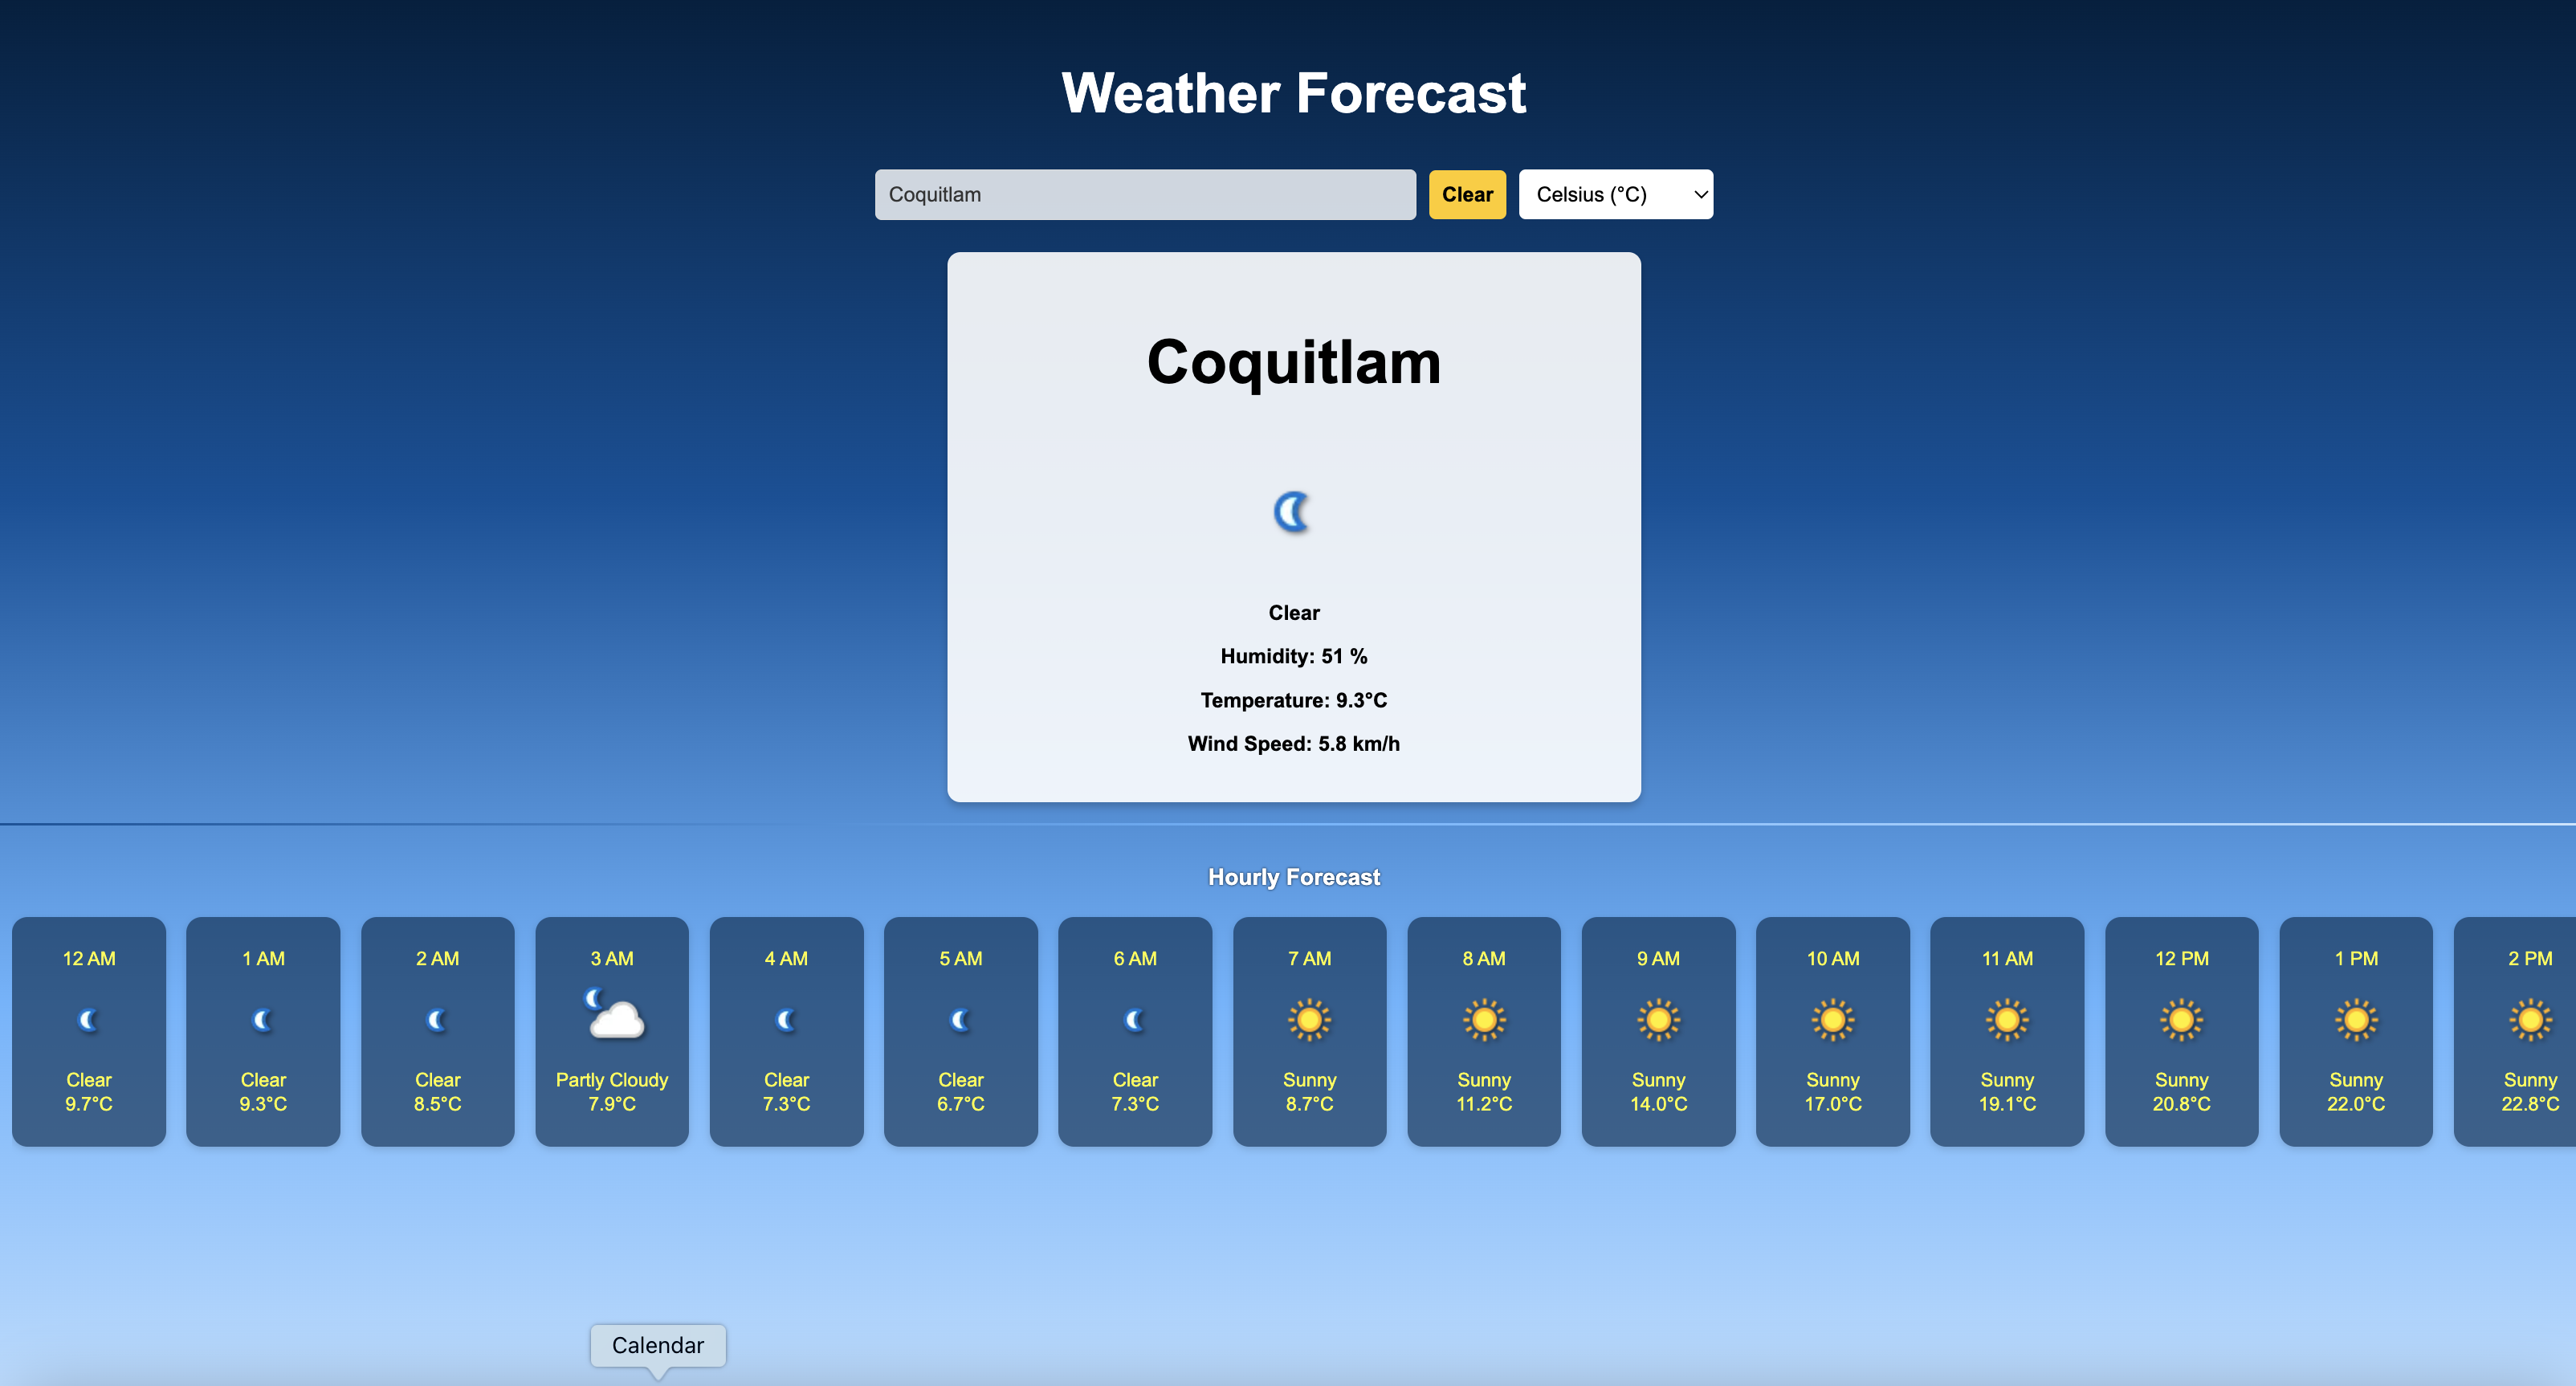 Weather Forecast
Coquitlam Clear Celsius (°C)
Coquitlam
Clear
Humidity: 51 %
Temperature: 9.3°C
Wind Speed: 5.8 km/h
Hourly Forecast
12 AM 1 AM 2 AM 3 AM 4 AM 5 AM 6 AM 7 AM 8 AM 9 AM 10 AM 11 AM 12 PM 1 PM 2 PM
Clear Clear Clear Partly Cloudy Clear Clear Clear Sunny Sunny Sunny Sunny Sunny Sunny Sunny Sunny
9.7°C 9.3°C 8.5°C 7.9°C 7.3°C 6.7°C 7.3°C 8.7°C 11.2°C 14.0°C 17.0°C 19.1°C 20.8°C 22.0°C 22.8°C
Calendar